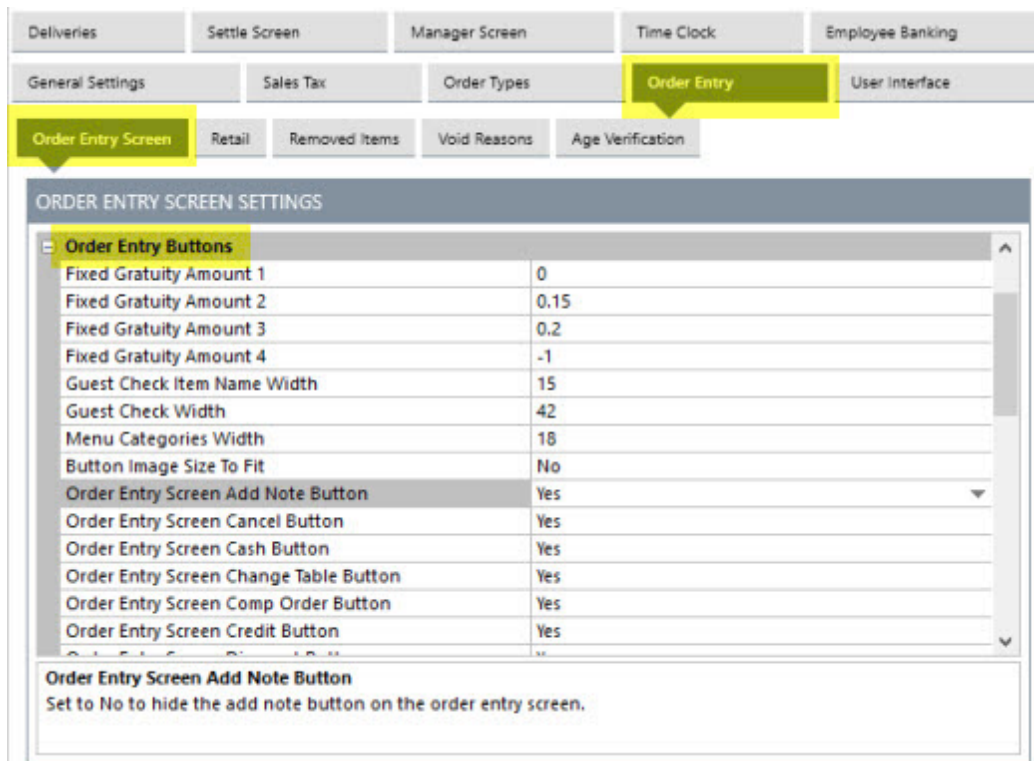 Deliveries Settle Screen Manager Screen Time Clock Employee Banking
General Settings Sales Tax Order Types Order Entry User Interface
Order Entry Screen Retail Removed Items Void Reasons Age Verification
ORDER ENTRY SCREEN SETTINGS
Order Entry Buttons
Fixed Gratuity Amount 1 0
Fixed Gratuity Amount 2 0.15
Fixed Gratuity Amount 3 0.2
Fixed Gratuity Amount 4 -1
Guest Check Item Name Width 15
Guest Check Width 42
Menu Categories Width 18
Button Image Size To Fit No
Order Entry Screen Add Note Button Yes
Order Entry Screen Cancel Button Yes
Order Entry Screen Cash Button Yes
Order Entry Screen Change Table Button Yes
Order Entry Screen Comp Order Button Yes
Order Entry Screen Credit Button Yes
Order Entry Screen Add Note Button
Set to No to hide the add note button on the order entry screen.